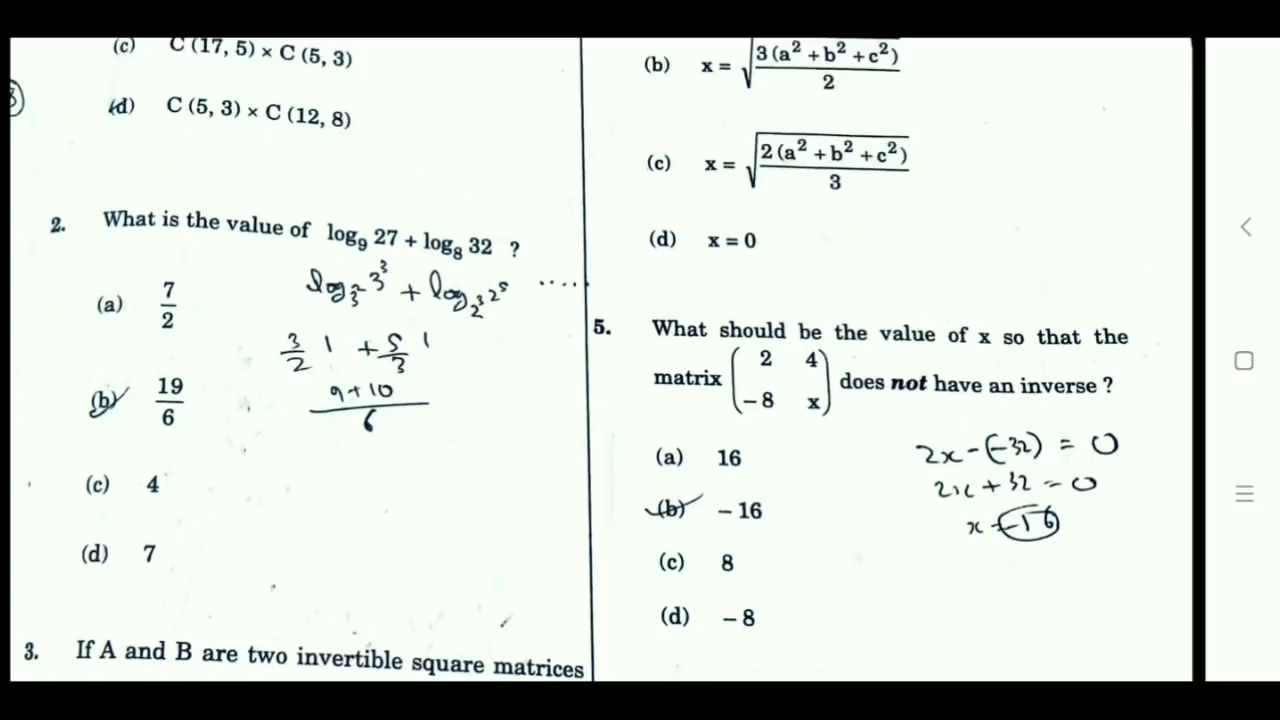 (c) C (17, 5) × C (5, 3)
(d) C (5, 3) × C (12, 8)
2. What is the value of log₉ 27 + log₈ 32 ?
log₃² 3³ + log₂³ 2⁵
(a) 7/2
3/2 1 + 5/3 1
(b) 19/6
9+10
6
(c) 4
(d) 7
3. If A and B are two invertible square matrices
(b) x = √(3 (a² + b² + c²)/2)
(c) x = √(2 (a² + b² + c²)/3)
(d) x = 0
5. What should be the value of x so that the
matrix (2 4
-8 x) does not have an inverse ?
(a) 16
2x - (-32) = 0
2x + 32 = 0
(b) - 16
x = -16
(c) 8
(d) - 8